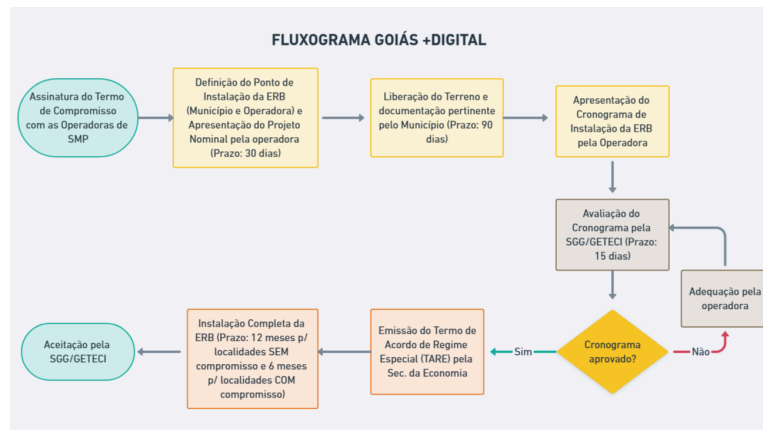 FLUXOGRAMA GOIÁS +DIGITAL
Assinatura do Termo
de Compromisso
com as Operadoras de
SMP
Definição do Ponto de
Instalação da ERB
(Município e Operadora) e
Apresentação do Projeto
Nominal pela operadora
(Prazo: 30 dias)
Liberação do Terreno e
documentação pertinente
pelo Município (Prazo: 90
dias)
Apresentação do
Cronograma de
Instalação da ERB
pela Operadora
Avaliação do
Cronograma pela
SGG/GETECI (Prazo:
15 dias)
Adequação pela
operadora
Cronograma
aprovado?
Não
Sim
Emissão do Termo de
Acordo de Regime
Especial (TARE) pela
Sec. da Economia
Instalação Completa da
ERB (Prazo: 12 meses p/
localidades SEM
compromisso e 6 meses
p/ localidades COM
compromisso)
Aceitação pela
SGG/GETECI